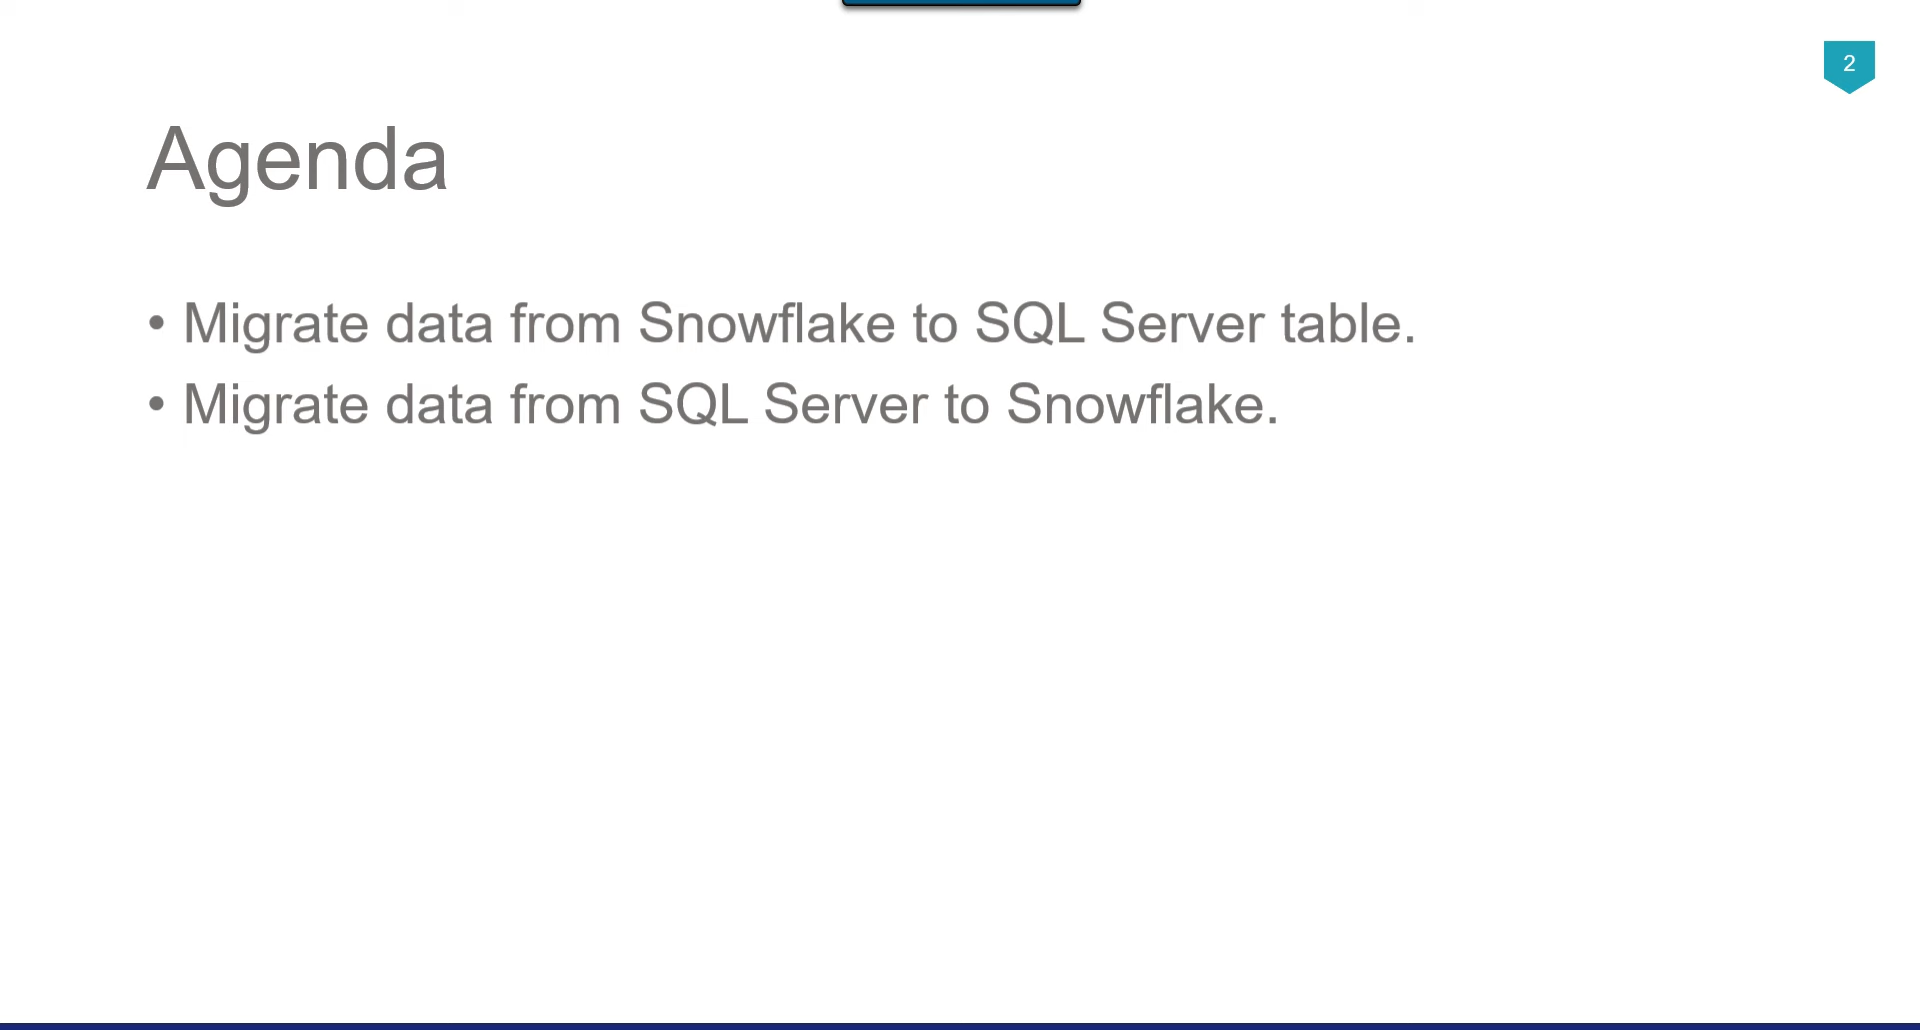 2
Agenda
• Migrate data from Snowflake to SQL Server table.
• Migrate data from SQL Server to Snowflake.